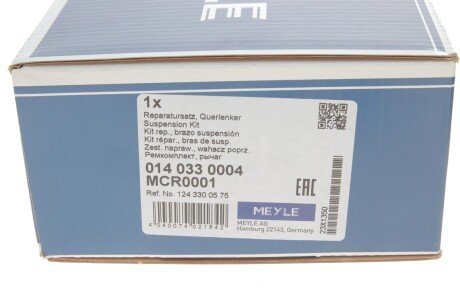 LE
1x
Reparatursatz, Querlenker
Suspension Kit
Kit rep., brazo suspensión
Kit répar., bras de susp.
Zest. napraw., wahacz poprz.
Ремкомплект, рычаг
014 033 0004
MCR0001
Ref. No. 124 330 05 75
EAC
MEYLE
MEYLE AG
Hamburg 22143, Germany
4 040074 021842